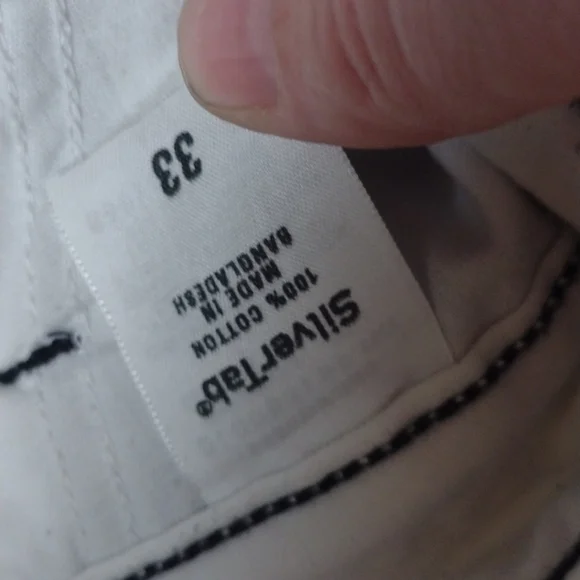 SilverTab®
100% COTTON
MADE IN
BANGLADESH
33